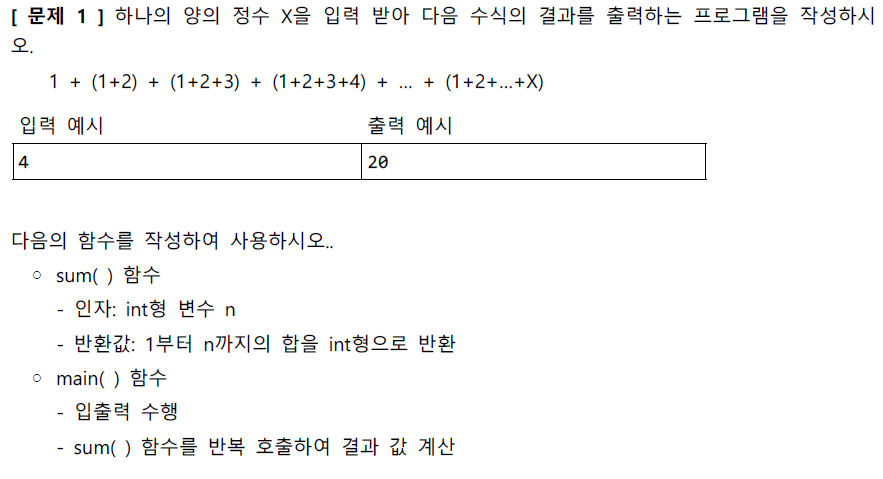 [ 문제 1 ] 하나의 양의 정수 X을 입력 받아 다음 수식의 결과를 출력하는 프로그램을 작성하시
오.
1 + (1+2) + (1+2+3) + (1+2+3+4) + ... + (1+2+...+X)
입력 예시 출력 예시
4 20
다음의 함수를 작성하여 사용하시오..
○ sum( ) 함수
- 인자: int형 변수 n
- 반환값: 1부터 n까지의 합을 int형으로 반환
○ main( ) 함수
- 입출력 수행
- sum( ) 함수를 반복 호출하여 결과 값 계산